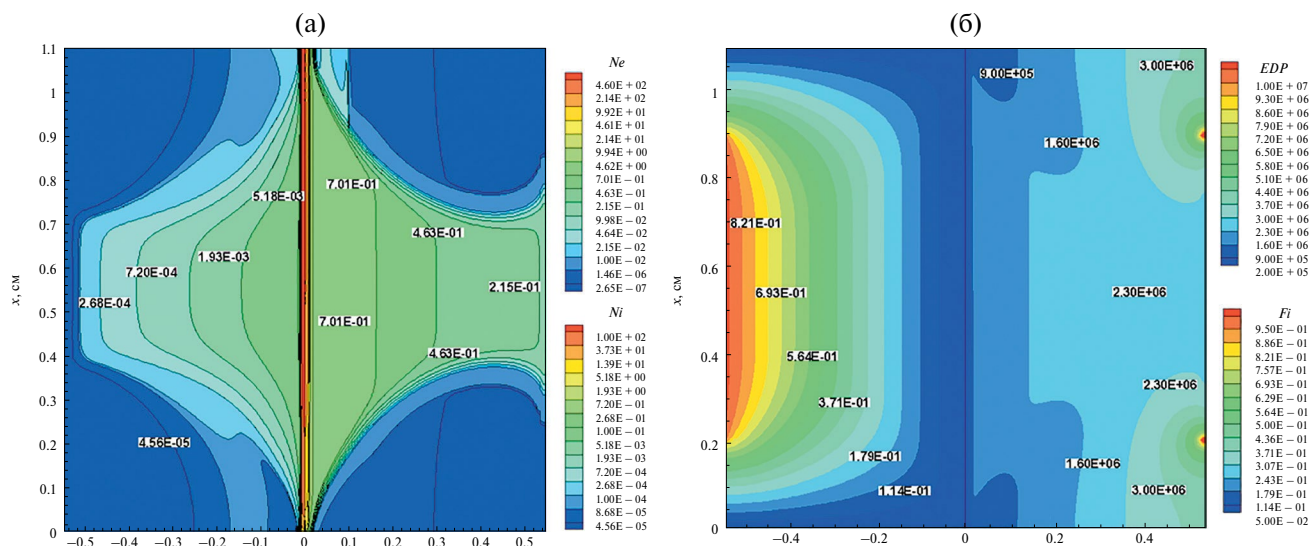 (а)
1.1
1
0.9
0.8
0.7
0.6
0.5
0.4
0.3
0.2
0.1
0
x, см
−0.5
−0.4
−0.3
−0.2
−0.1
0
0.1
0.2
0.3
0.4
0.5
5.18E-03
7.01E-01
4.63E-01
1.93E-03
7.20E-04
2.68E-04
2.15E-01
7.01E-01
4.63E-01
4.56E-05
Ne
4.60E + 02
2.14E + 02
9.92E + 01
4.61E + 01
2.14E + 01
9.94E + 00
4.62E + 00
7.01E − 01
4.63E − 01
2.15E − 01
9.98E − 02
4.64E − 02
2.15E − 02
1.00E − 02
1.46E − 06
2.65E − 07
Ni
1.00E + 02
3.73E + 01
1.39E + 01
5.18E + 00
1.93E + 00
7.20E − 01
2.68E − 01
1.00E − 01
5.18E − 03
1.93E − 03
7.20E − 04
2.68E − 04
1.00E − 04
8.68E − 05
4.56E − 05
(б)
1
0.8
0.6
0.4
0.2
0
x, см
−0.4
−0.2
0
0.2
0.4
9.00E+05
3.00E+06
1.60E+06
8.21E-01
6.93E-01
2.30E+06
5.64E-01
2.30E+06
3.71E-01
1.79E-01
1.60E+06
1.14E-01
3.00E+06
EDP
1.00E + 07
9.30E + 06
8.60E + 06
7.90E + 06
7.20E + 06
6.50E + 06
5.80E + 06
5.10E + 06
4.40E + 06
3.70E + 06
3.00E + 06
2.30E + 06
1.60E + 06
9.00E + 05
2.00E + 05
Fi
9.50E − 01
8.86E − 01
8.21E − 01
7.57E − 01
6.93E − 01
6.29E − 01
5.64E − 01
5.00E − 01
4.36E − 01
3.71E − 01
3.07E − 01
2.43E − 01
1.79E − 01
1.14E − 01
5.00E − 02